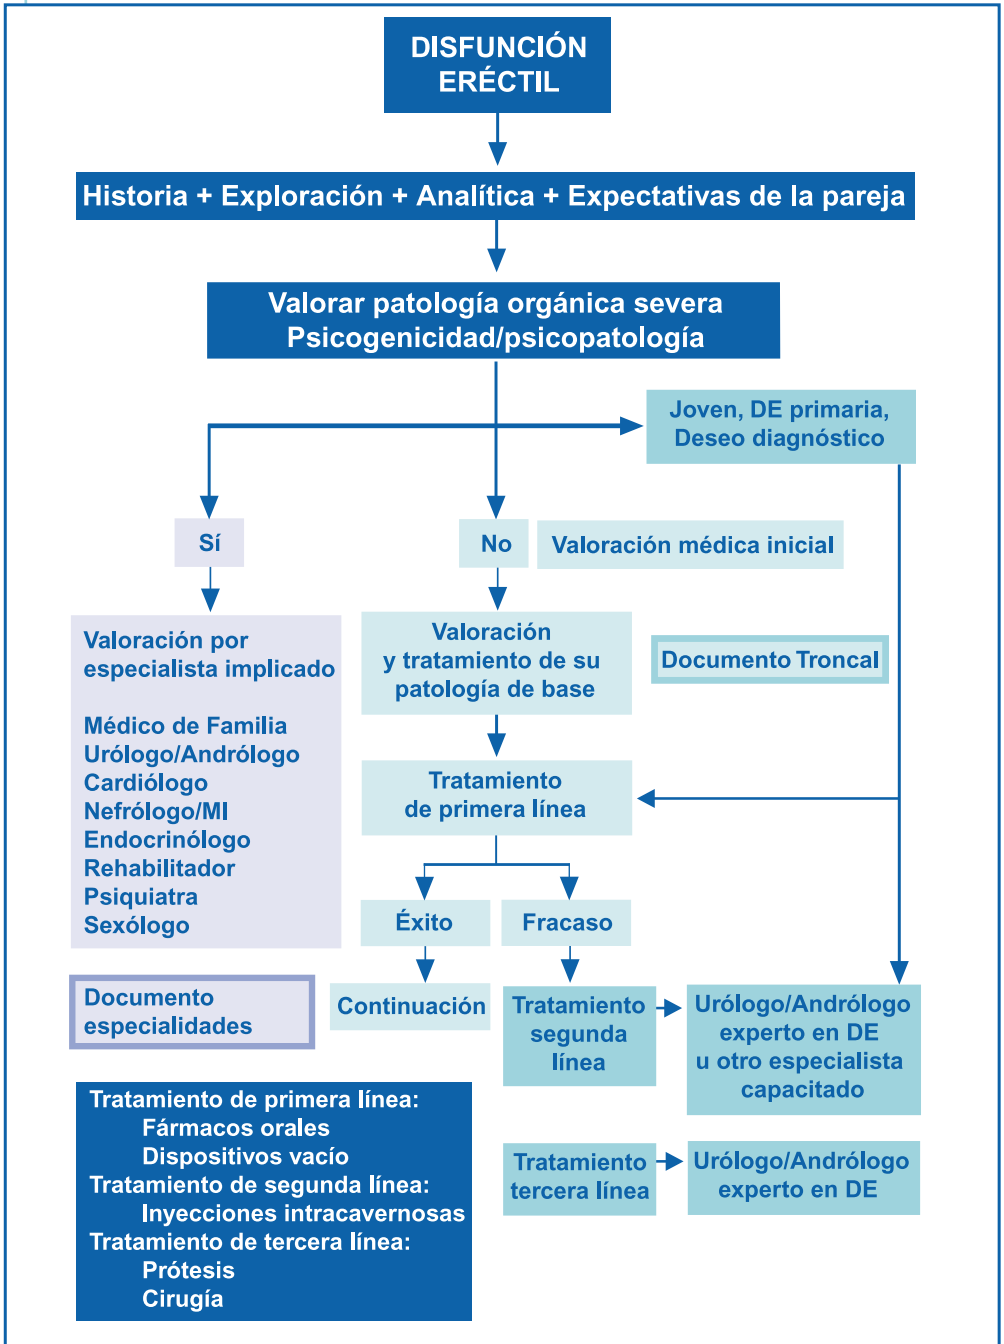 DISFUNCIÓN
ERÉCTIL
Historia + Exploración + Analítica + Expectativas de la pareja
Valorar patología orgánica severa
Psicogenicidad/psicopatología
Joven, DE primaria,
Deseo diagnóstico
Sí
No
Valoración médica inicial
Valoración por
especialista implicado
Médico de Familia
Urólogo/Andrólogo
Cardiólogo
Nefrólogo/MI
Endocrinólogo
Rehabilitador
Psiquiatra
Sexólogo
Valoración
y tratamiento de su
patología de base
Documento Troncal
Tratamiento
de primera línea
Éxito
Fracaso
Documento
especialidades
Continuación
Tratamiento
segunda
línea
Urólogo/Andrólogo
experto en DE
u otro especialista
capacitado
Tratamiento de primera línea:
Fármacos orales
Dispositivos vacío
Tratamiento de segunda línea:
Inyecciones intracavernosas
Tratamiento de tercera línea:
Prótesis
Cirugía
Tratamiento
tercera línea
Urólogo/Andrólogo
experto en DE